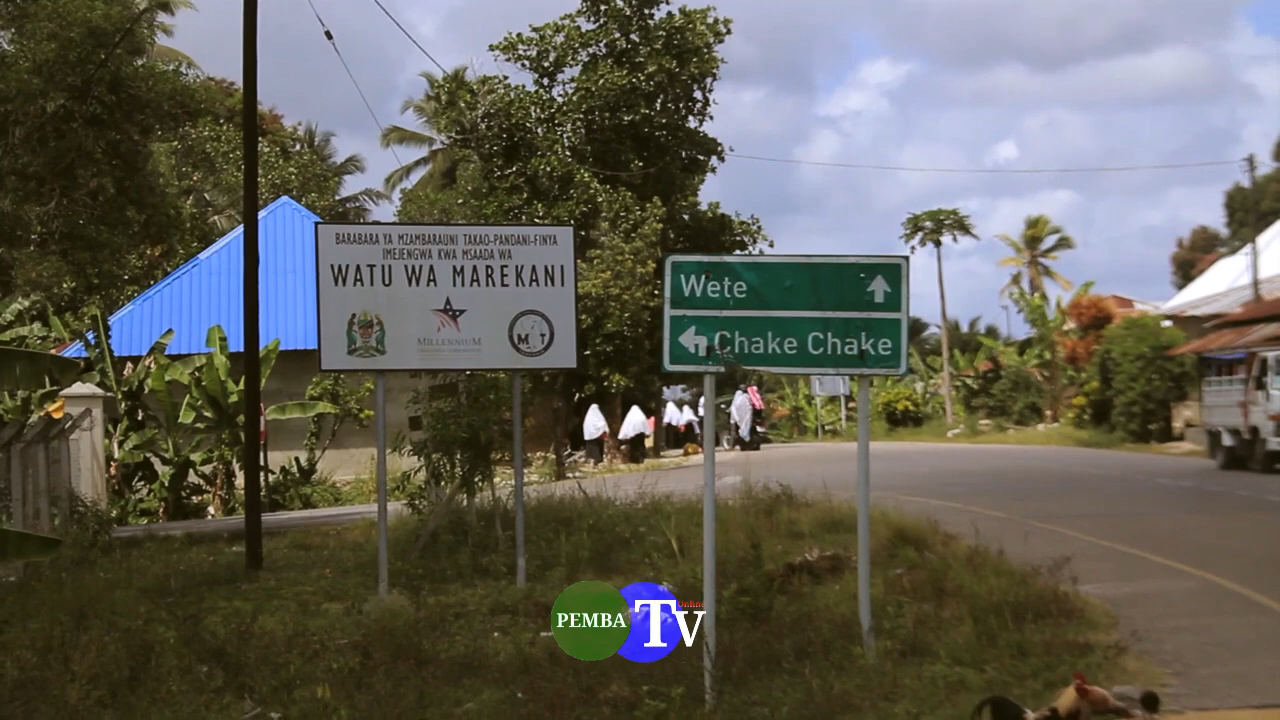 BARABARA YA MZAMBARAUNI TAKAO-PANDANI-FINYA
IMEJENGWA KWA MSAADA WA
WATU WA MAREKANI
MILLENNIUM
Wete
Chake Chake
PEMBA
TV
Online